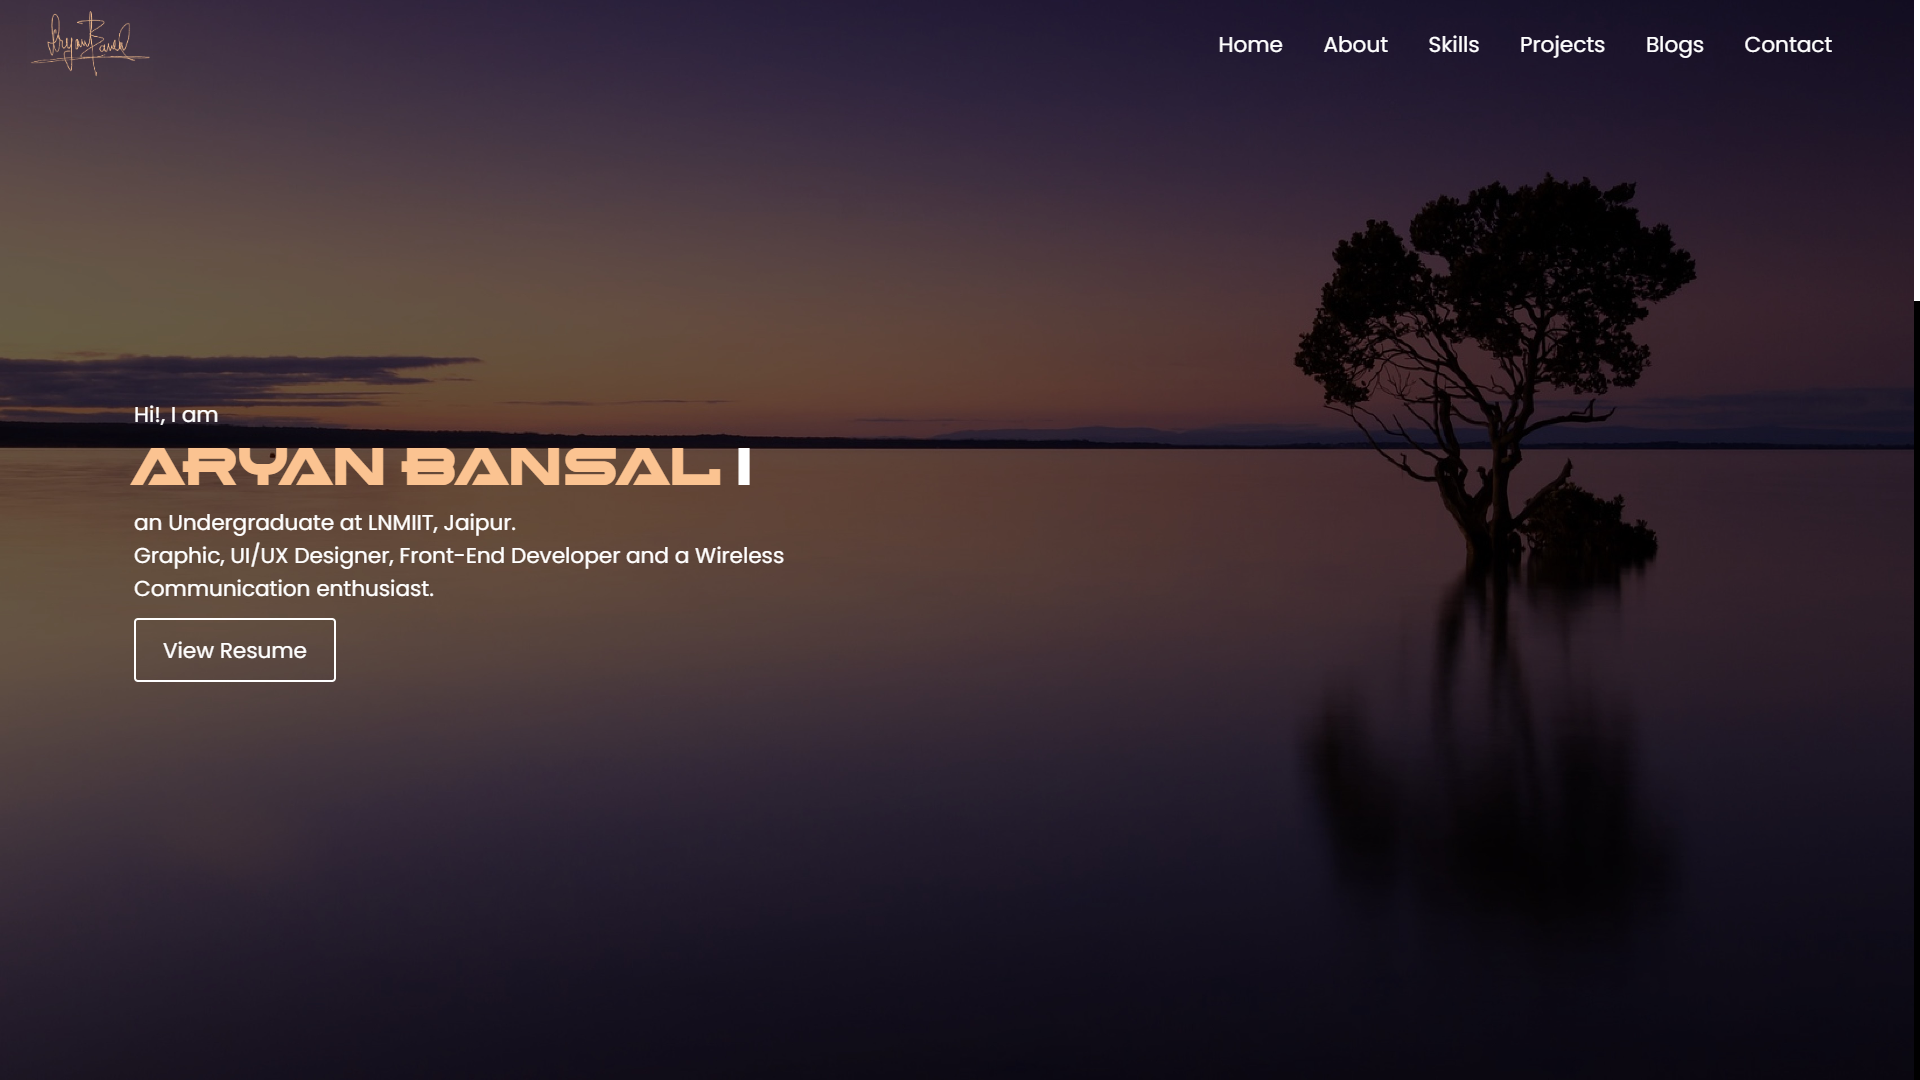 Aryan Bansal
Home About Skills Projects Blogs Contact
Hi!, I am
ARYAN BANSAL
an Undergraduate at LNMIIT, Jaipur.
Graphic, UI/UX Designer, Front-End Developer and a Wireless
Communication enthusiast.
View Resume